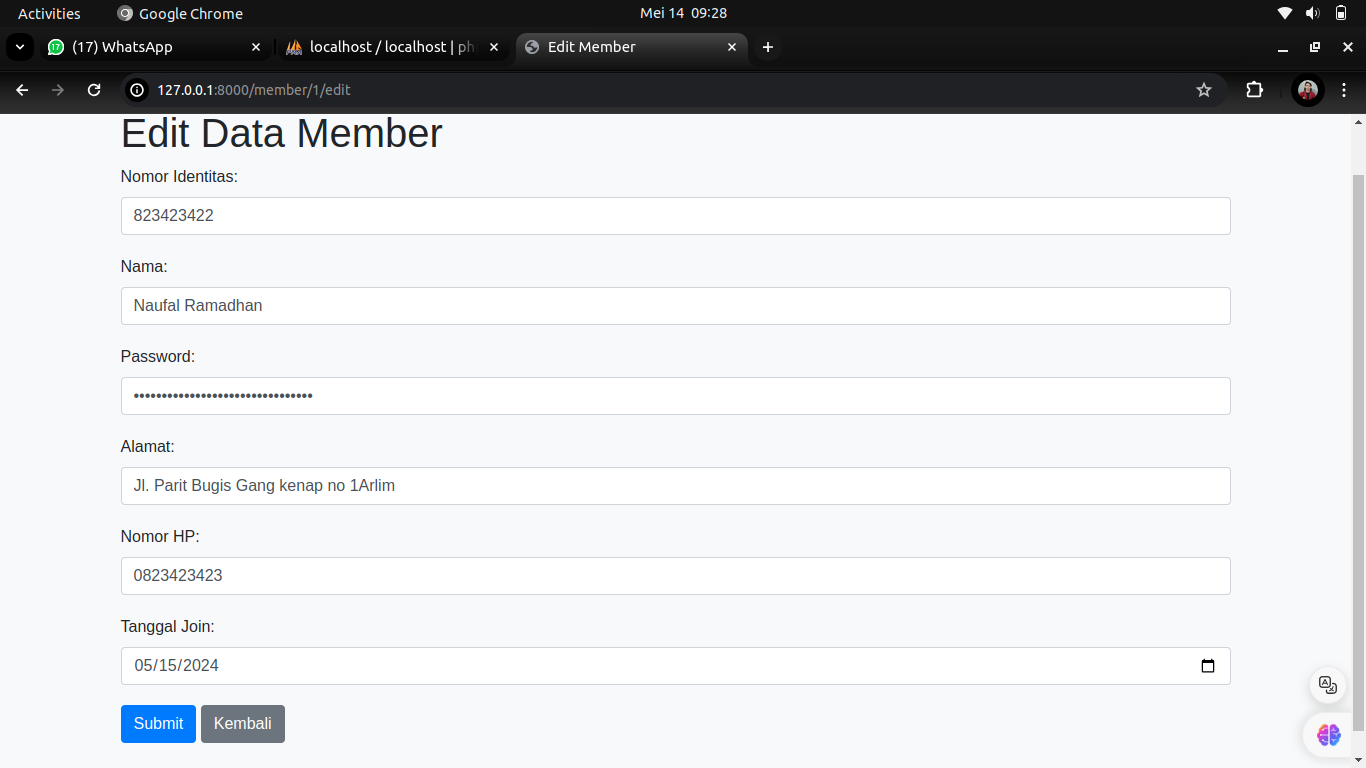 Activities
Google Chrome
Mei 14 09:28
(17) WhatsApp
localhost / localhost | ph
Edit Member
127.0.0.1:8000/member/1/edit
Edit Data Member
Nomor Identitas:
823423422
Nama:
Naufal Ramadhan
Password:
••••••••••••••••••••••••••••••••
Alamat:
Jl. Parit Bugis Gang kenap no 1Arlim
Nomor HP:
0823423423
Tanggal Join:
05/15/2024
Submit
Kembali